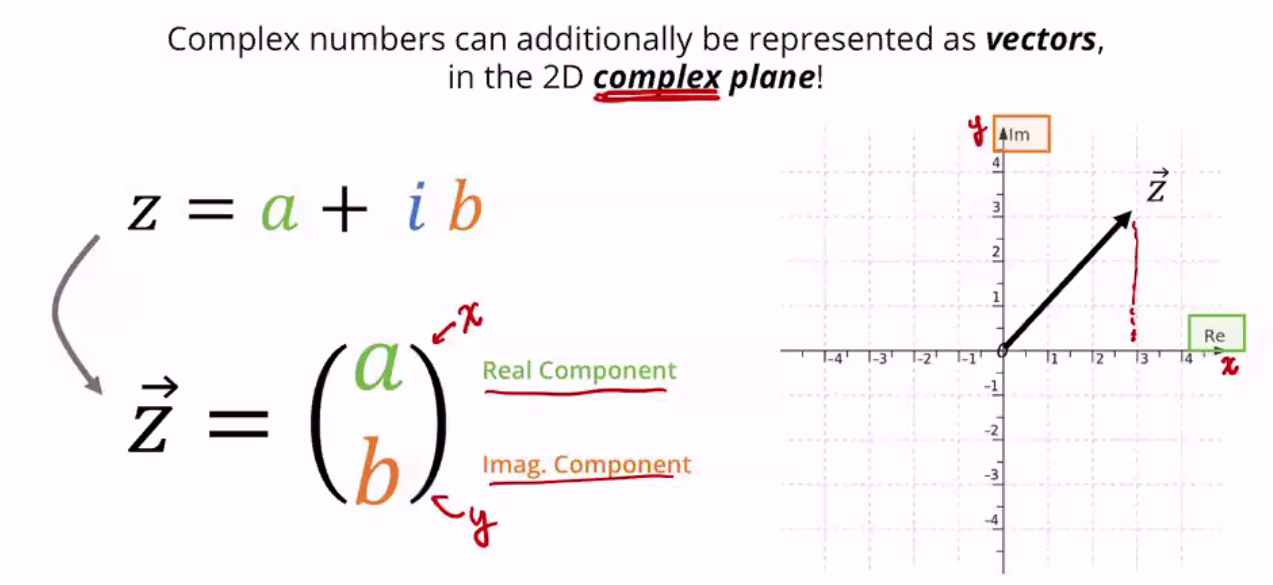 Complex numbers can additionally be represented as vectors,
in the 2D complex plane!
z = a + i b
z⃗ = (a
b)
x
Real Component
Imag. Component
y
y
Im
z⃗
4
3
2
1
-4 -3 -2 -1 0 1 2 3 4
Re
x
-1
-2
-3
-4